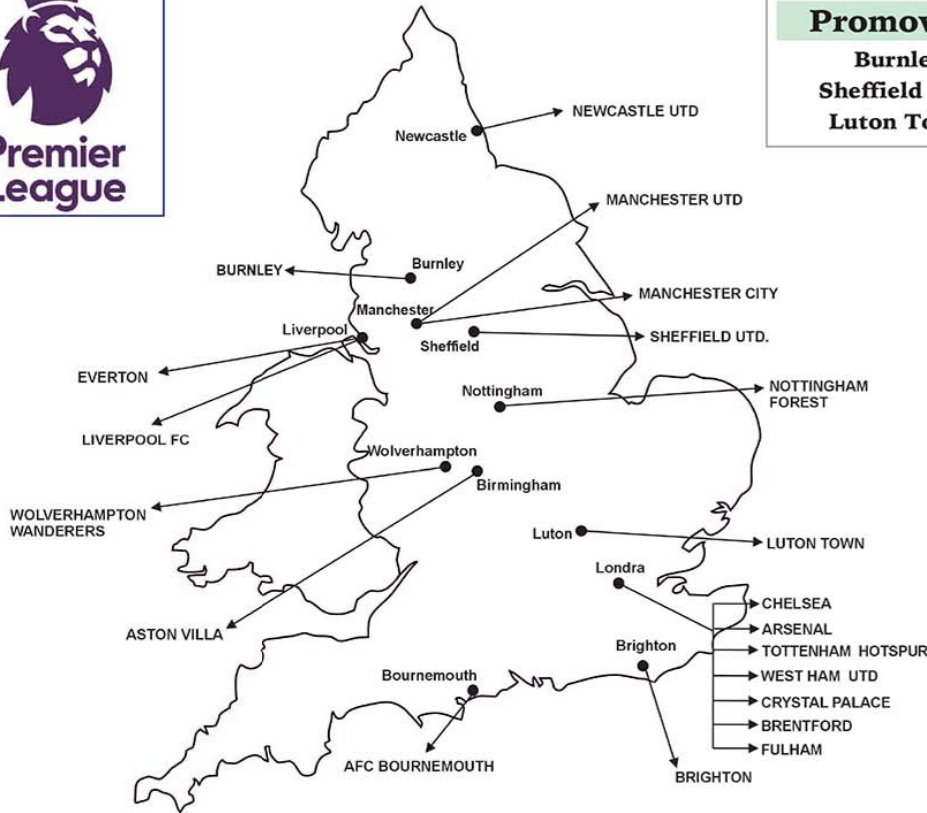 Premier
League
Burnle
Sheffield
Luton To
Newcastle
NEWCASTLE UTD
MANCHESTER UTD
Burnley
BURNLEY
MANCHESTER CITY
Manchester
Liverpool
Sheffield
SHEFFIELD UTD.
EVERTON
Nottingham
NOTTINGHAM
FOREST
LIVERPOOL FC
Wolverhampton
Birmingham
WOLVERHAMPTON
WANDERERS
Luton
LUTON TOWN
Londra
CHELSEA
ARSENAL
ASTON VILLA
Brighton
TOTTENHAM HOTSPUR
WEST HAM UTD
Bournemouth
CRYSTAL PALACE
BRENTFORD
FULHAM
AFC BOURNEMOUTH
BRIGHTON